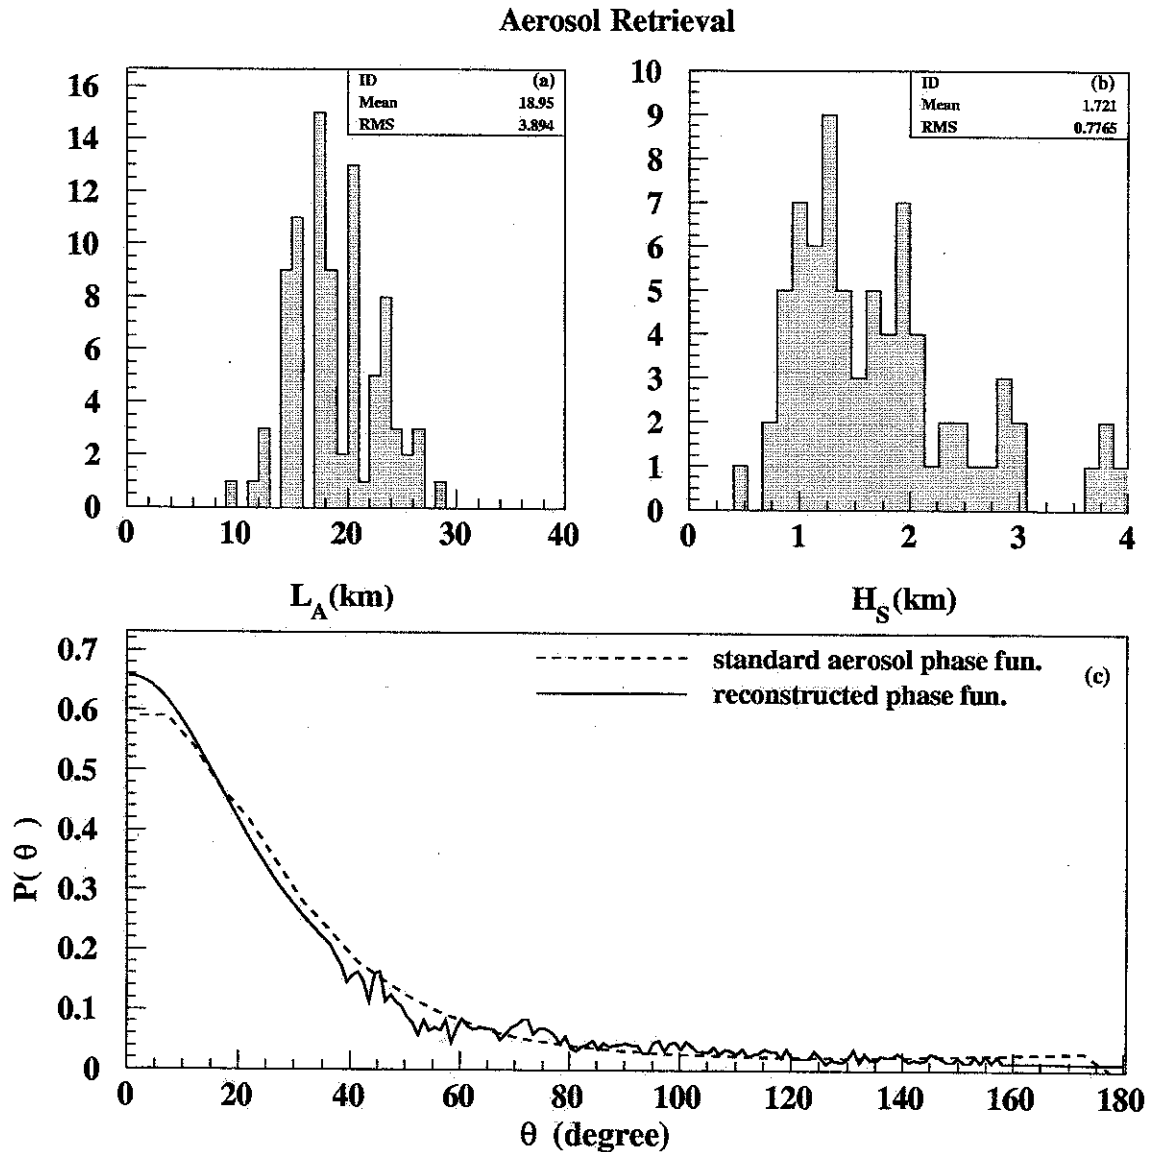 Aerosol Retrieval
ID (a)
Mean 18.95
RMS 3.894
16
14
12
10
8
6
4
2
0
0 10 20 30 40
L_A (km)
ID (b)
Mean 1.721
RMS 0.7765
10
9
8
7
6
5
4
3
2
1
0
0 1 2 3 4
H_S (km)
standard aerosol phase fun.
reconstructed phase fun.
(c)
P( θ )
0.7
0.6
0.5
0.4
0.3
0.2
0.1
0
0 20 40 60 80 100 120 140 160 180
θ (degree)